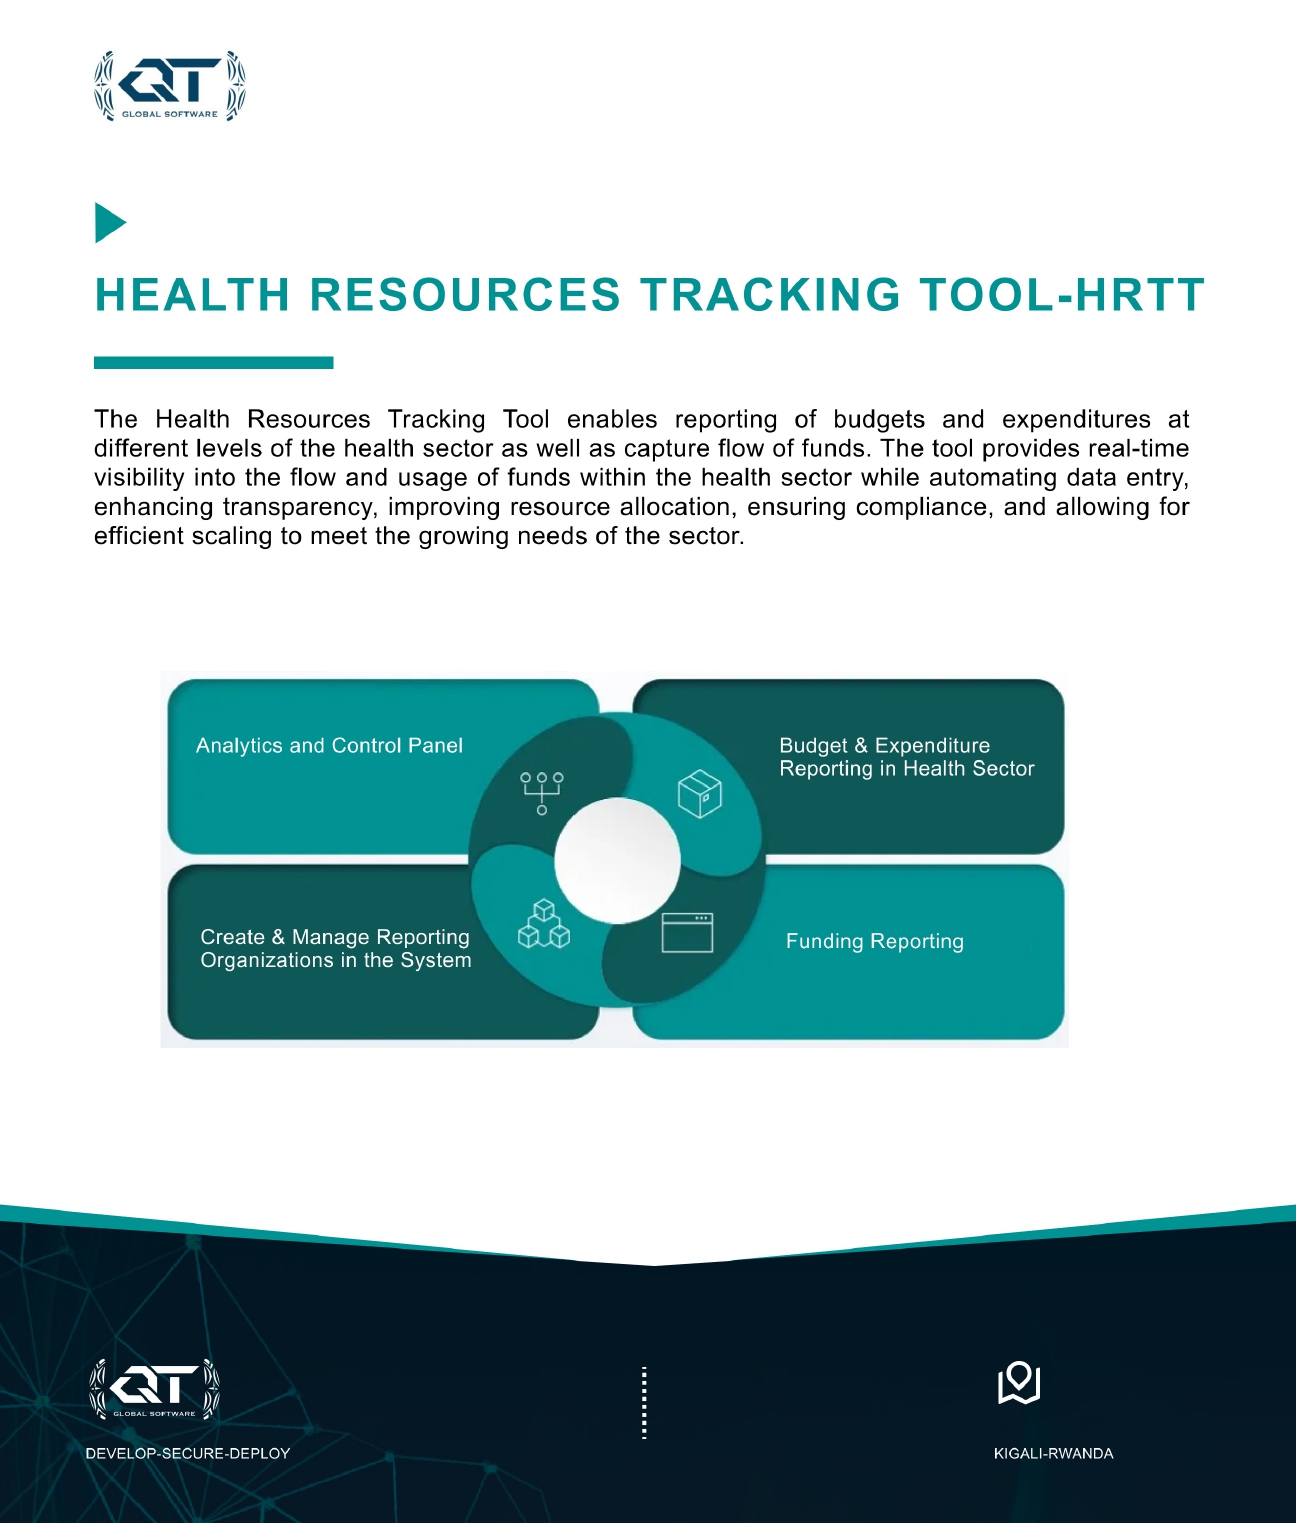 QT
GLOBAL SOFTWARE
HEALTH RESOURCES TRACKING TOOL-HRTT
The Health Resources Tracking Tool enables reporting of budgets and expenditures at
different levels of the health sector as well as capture flow of funds. The tool provides real-time
visibility into the flow and usage of funds within the health sector while automating data entry,
enhancing transparency, improving resource allocation, ensuring compliance, and allowing for
efficient scaling to meet the growing needs of the sector.
Analytics and Control Panel
Budget & Expenditure
Reporting in Health Sector
Create & Manage Reporting
Organizations in the System
Funding Reporting
QT
GLOBAL SOFTWARE
DEVELOP-SECURE-DEPLOY
KIGALI-RWANDA